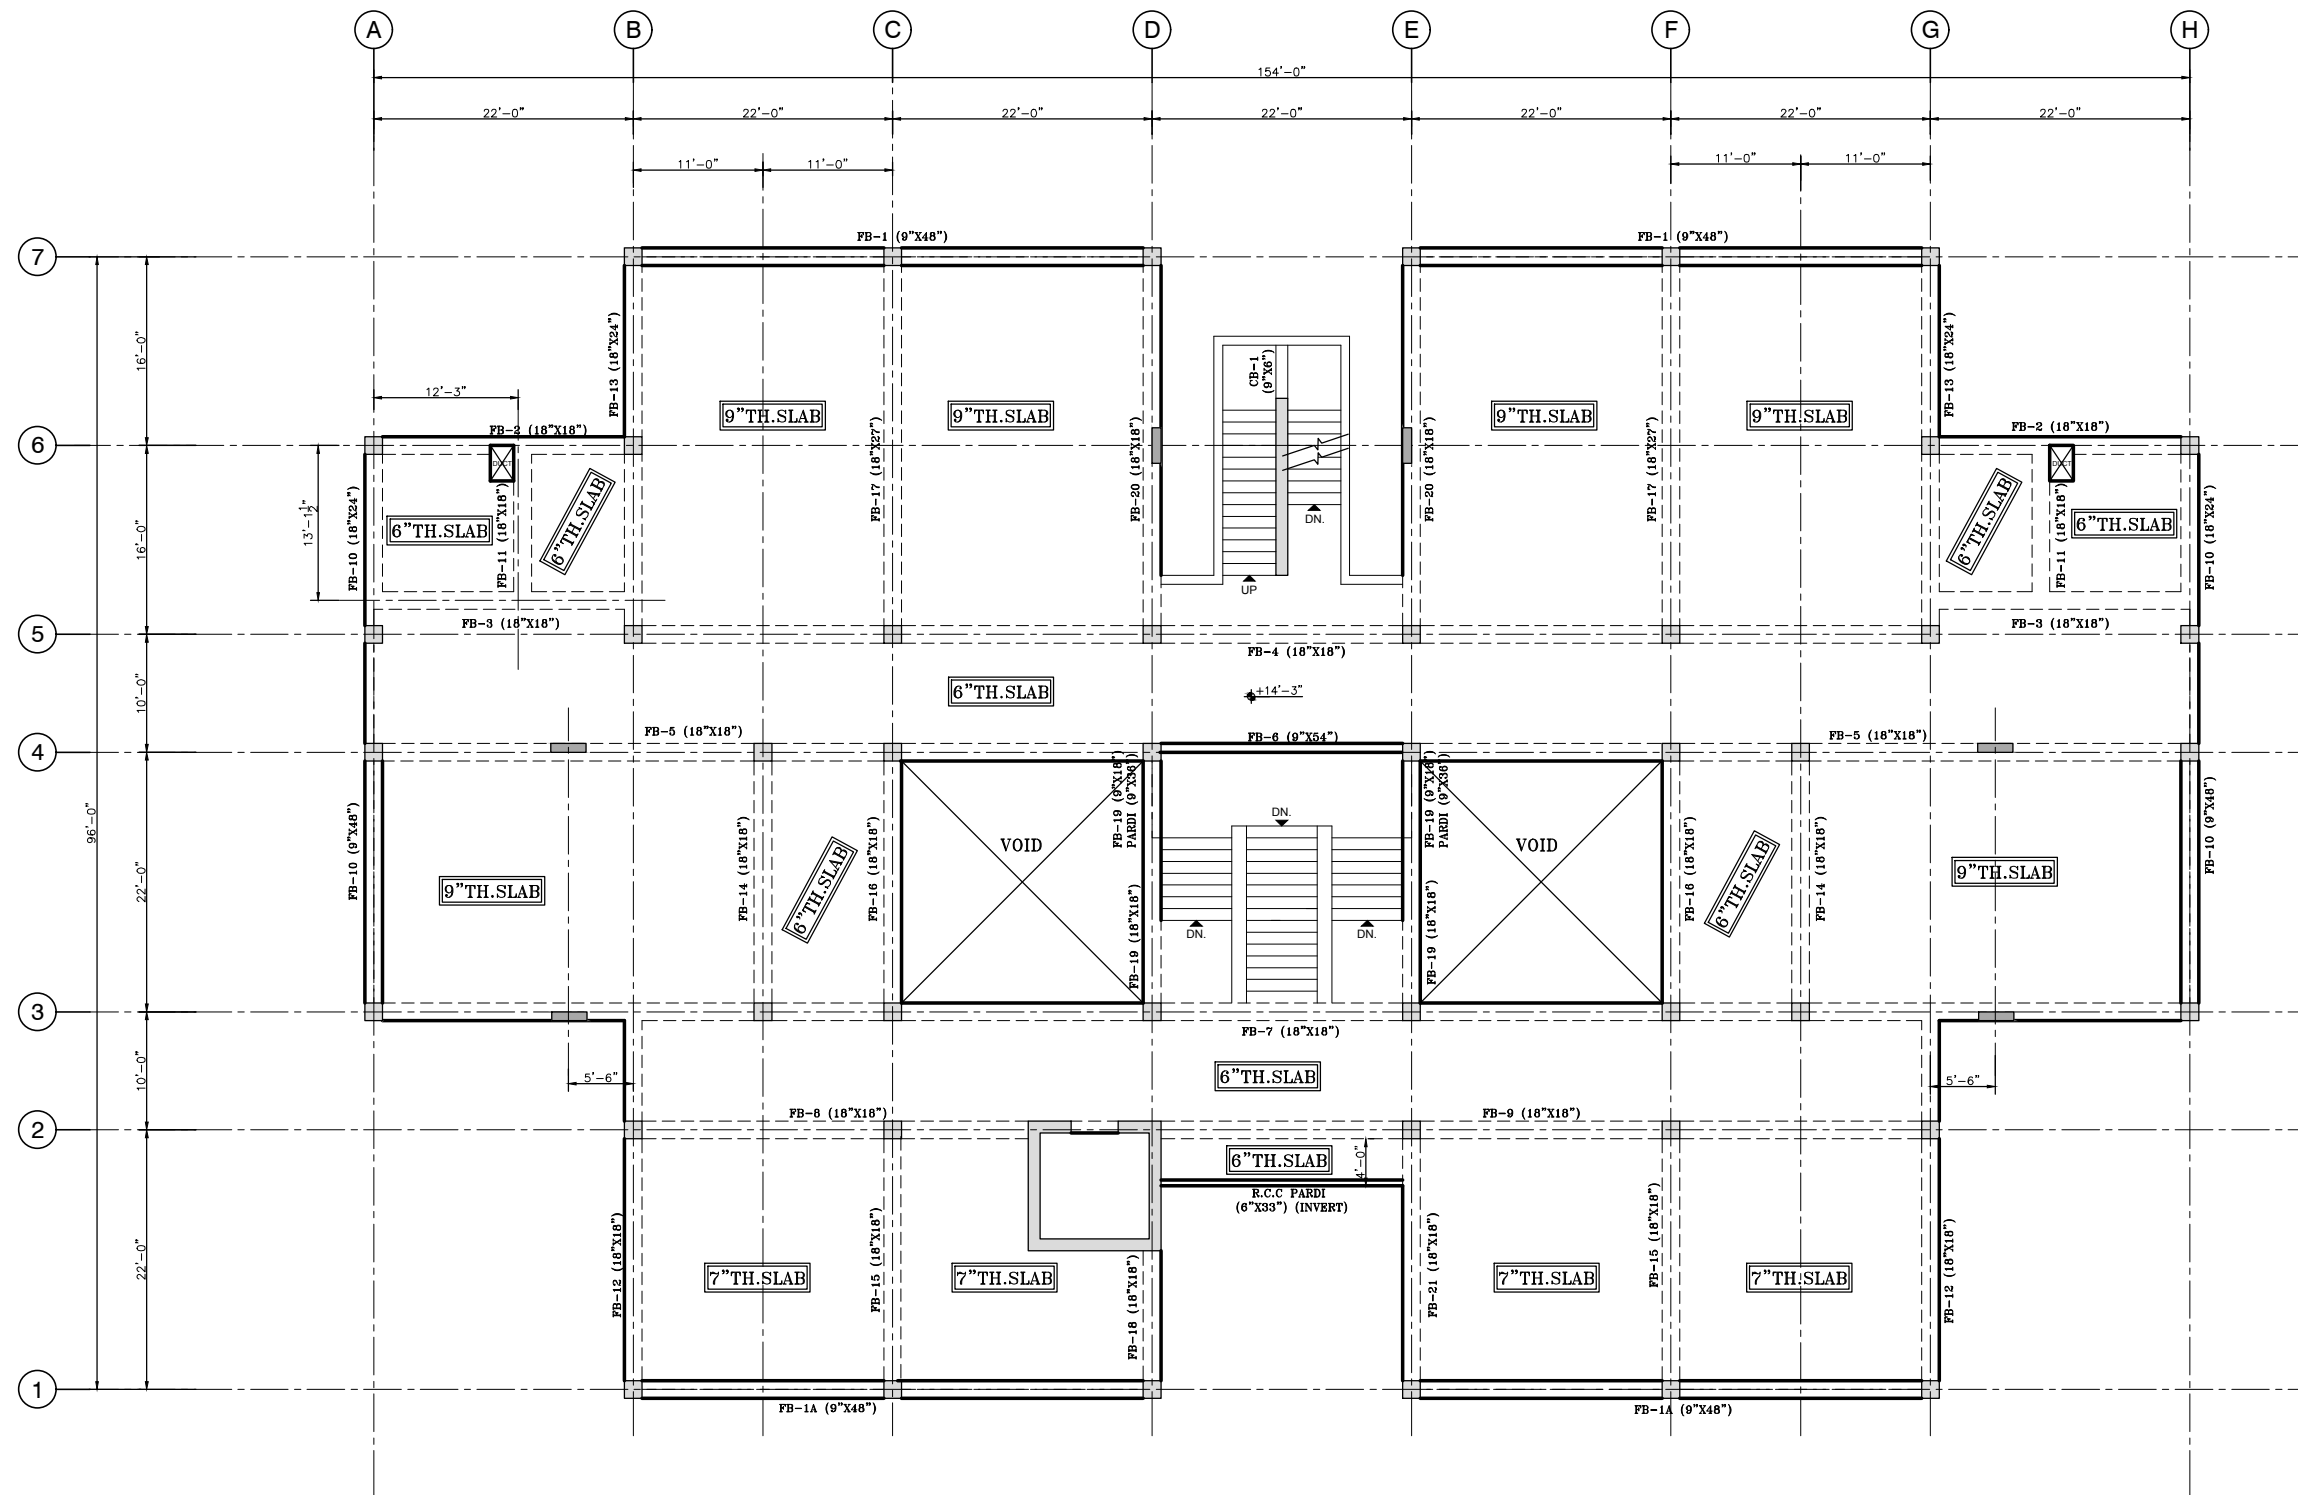 A B C D E F G H
154'-0"
22'-0" 22'-0" 22'-0" 22'-0" 22'-0" 22'-0" 22'-0"
11'-0" 11'-0" 11'-0" 11'-0"
FB-1 (9"X48") FB-1 (9"X48")
7
16'-0"
FB-13 (18"X24")
FB-13 (18"X24")
CB-1
(9"X6")
12'-3"
9"TH.SLAB 9"TH.SLAB 9"TH.SLAB 9"TH.SLAB
FB-2 (18"X18") FB-2 (18"X18")
6
DUCT
DUCT
FB-17 (18"X27")
FB-20 (18"X18")
FB-20 (18"X18")
FB-17 (18"X27")
13'-1½"
16'-0"
FB-10 (18"X24")
6"TH.SLAB
FB-11 (18"X18")
6"TH.SLAB
6"TH.SLAB
FB-11 (18"X18")
6"TH.SLAB
FB-10 (18"X24")
DN.
UP
FB-3 (18"X18") FB-3 (18"X18")
5
FB-4 (18"X18")
10'-0"
6"TH.SLAB
+14'-3"
FB-5 (18"X18") FB-6 (9"X54") FB-5 (18"X18")
4
96'-0"
22'-0"
FB-10 (9"X48")
9"TH.SLAB
FB-14 (18"X18")
6"TH.SLAB
FB-16 (18"X18")
VOID
FB-19 (9"X18")
PARDI (9"X36")
FB-19 (18"X18")
DN.
DN. DN.
FB-19 (9"X18")
PARDI (9"X36")
FB-19 (18"X18")
VOID
FB-16 (18"X18")
6"TH.SLAB
FB-14 (18"X18")
9"TH.SLAB
FB-10 (9"X48")
3
FB-7 (18"X18")
10'-0"
5'-6" 6"TH.SLAB 5'-6"
FB-8 (18"X18") FB-9 (18"X18")
2
6"TH.SLAB
4'-0"
R.C.C PARDI
(6"X33") (INVERT)
22'-0"
FB-12 (18"X18")
7"TH.SLAB
FB-15 (18"X18")
7"TH.SLAB
FB-18 (18"X18")
FB-21 (18"X18")
7"TH.SLAB
FB-15 (18"X18")
7"TH.SLAB
FB-12 (18"X18")
1
FB-1A (9"X48") FB-1A (9"X48")